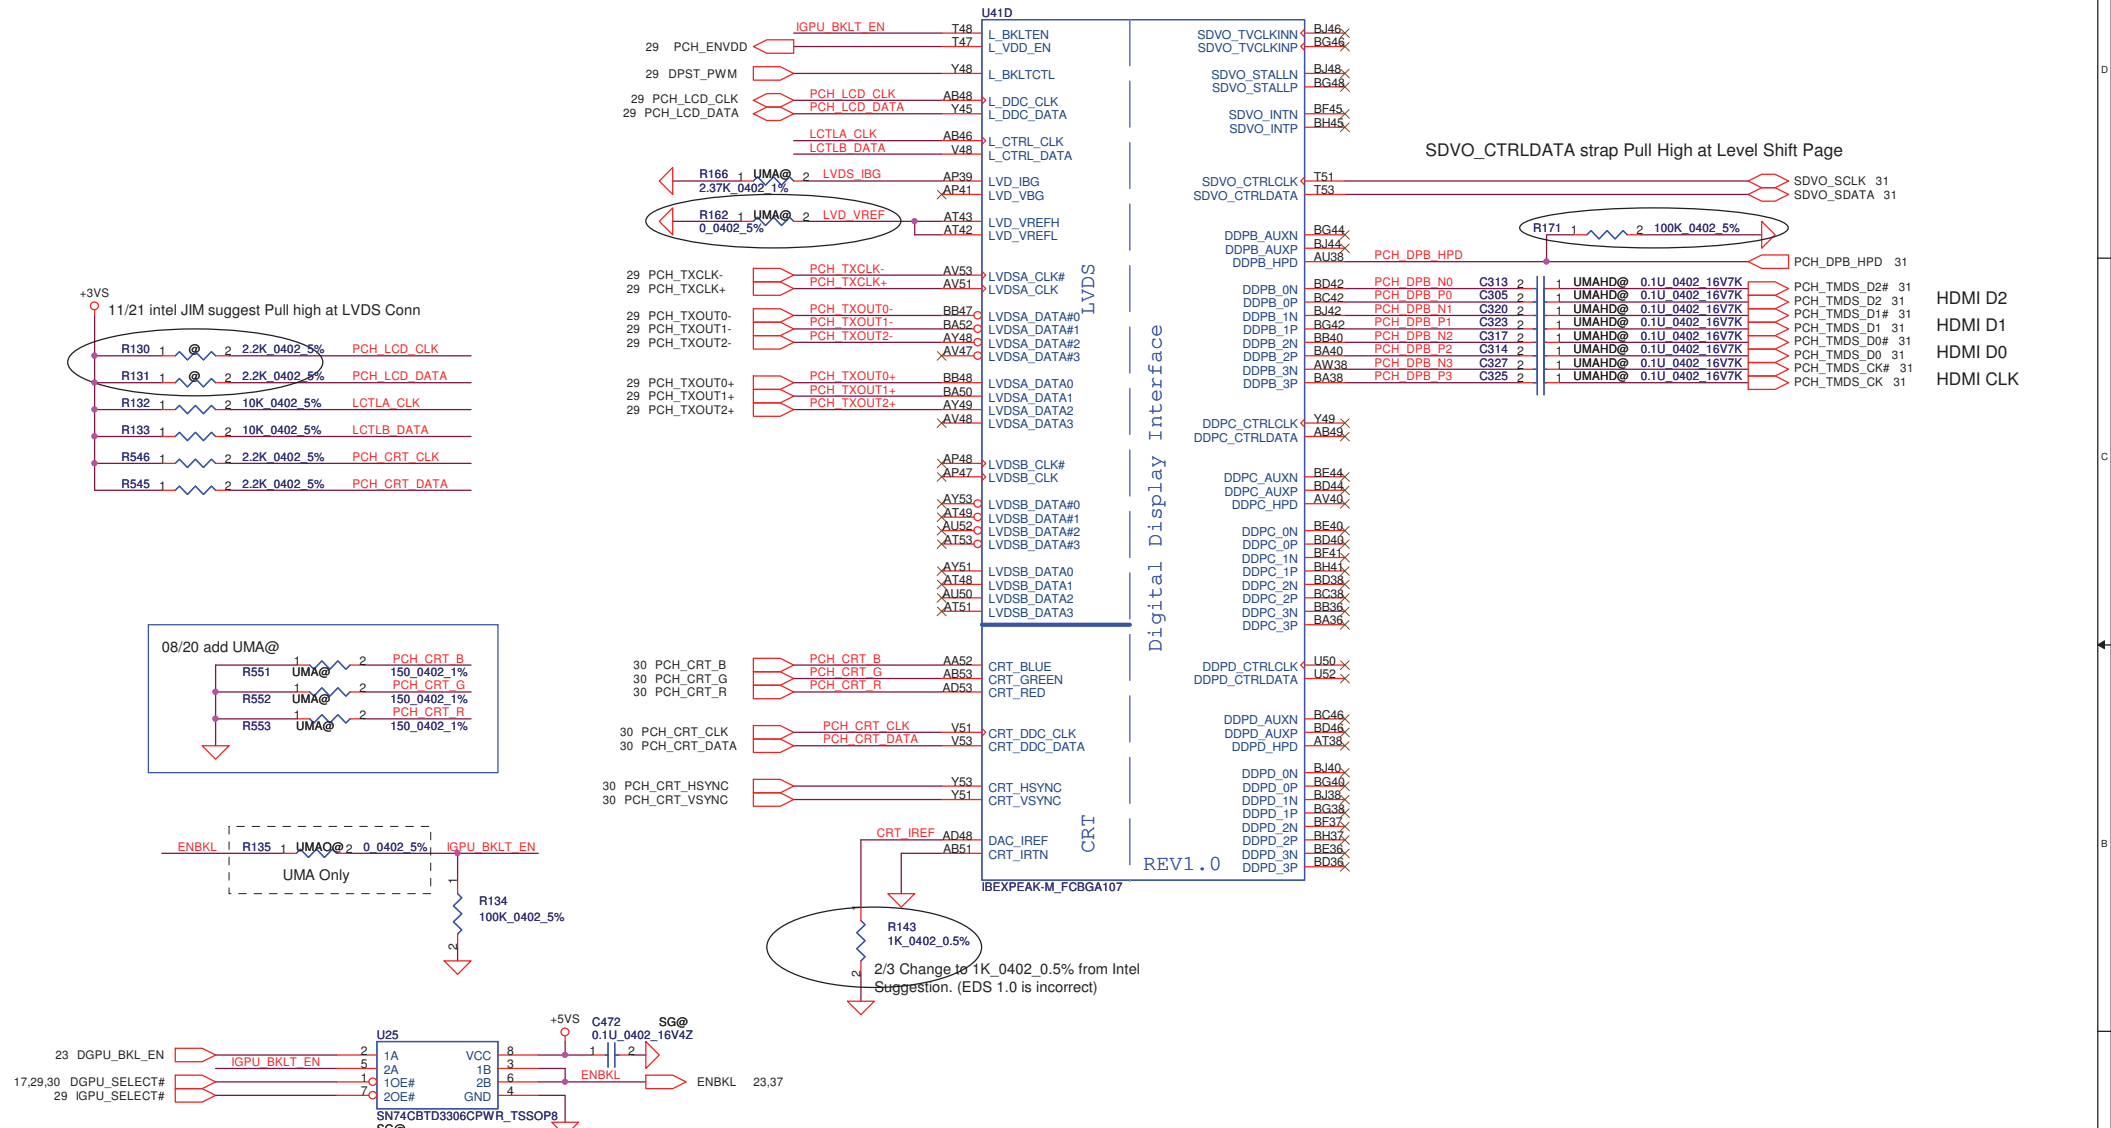 U41D
IGPU_BKLT_EN T48 L_BKLTEN
29 PCH_ENVDD T47 L_VDD_EN
29 DPST_PWM Y48 L_BKLTCTL
29 PCH_LCD_CLK PCH_LCD_CLK AB48 L_DDC_CLK
29 PCH_LCD_DATA PCH_LCD_DATA Y45 L_DDC_DATA
LCTLA_CLK AB46 L_CTRL_CLK
LCTLB_DATA V48 L_CTRL_DATA
R166 1 UMA@ 2 LVDS_IBG AP39 LVD_IBG
2.37K_0402_1% AP41 LVD_VBG
R162 1 UMA@ 2 LVD_VREF AT43 LVD_VREFH
0_0402_5% AT42 LVD_VREFL
29 PCH_TXCLK- PCH_TXCLK- AV53 LVDSA_CLK#
29 PCH_TXCLK+ PCH_TXCLK+ AV51 LVDSA_CLK
29 PCH_TXOUT0- PCH_TXOUT0- BB47 LVDSA_DATA#0
29 PCH_TXOUT1- PCH_TXOUT1- BA52 LVDSA_DATA#1
29 PCH_TXOUT2- PCH_TXOUT2- AY48 LVDSA_DATA#2
AV47 LVDSA_DATA#3
29 PCH_TXOUT0+ PCH_TXOUT0+ BB48 LVDSA_DATA0
29 PCH_TXOUT1+ PCH_TXOUT1+ BA50 LVDSA_DATA1
29 PCH_TXOUT2+ PCH_TXOUT2+ AY49 LVDSA_DATA2
AV48 LVDSA_DATA3
AP48 LVDSB_CLK#
AP47 LVDSB_CLK
AY53 LVDSB_DATA#0
AT49 LVDSB_DATA#1
AU52 LVDSB_DATA#2
AT53 LVDSB_DATA#3
AY51 LVDSB_DATA0
AT48 LVDSB_DATA1
AU50 LVDSB_DATA2
AT51 LVDSB_DATA3
30 PCH_CRT_B PCH_CRT_B AA52 CRT_BLUE
30 PCH_CRT_G PCH_CRT_G AB53 CRT_GREEN
30 PCH_CRT_R PCH_CRT_R AD53 CRT_RED
30 PCH_CRT_CLK PCH_CRT_CLK V51 CRT_DDC_CLK
30 PCH_CRT_DATA PCH_CRT_DATA V53 CRT_DDC_DATA
30 PCH_CRT_HSYNC Y53 CRT_HSYNC
30 PCH_CRT_VSYNC Y51 CRT_VSYNC
CRT_IREF AD48 DAC_IREF
AB51 CRT_IRTN
LVDS
CRT
Digital Display Interface
REV1.0
IBEXPEAK-M_FCBGA107
1
R143
1K_0402_0.5%
2
2/3 Change to 1K_0402_0.5% from Intel
Suggestion. (EDS 1.0 is incorrect)
SDVO_TVCLKINN BJ46
SDVO_TVCLKINP BG46
SDVO_STALLN BJ48
SDVO_STALLP BG48
SDVO_INTN BF45
SDVO_INTP BH45
SDVO_CTRLDATA strap Pull High at Level Shift Page
SDVO_CTRLCLK T51 SDVO_SCLK 31
SDVO_CTRLDATA T53 SDVO_SDATA 31
R171 1 2 100K_0402_5%
DDPB_AUXN BG44
DDPB_AUXP BJ44
DDPB_HPD AU38 PCH_DPB_HPD PCH_DPB_HPD 31
DDPB_0N BD42 PCH_DPB_N0 C313 2 1 UMAHD@ 0.1U_0402_16V7K PCH_TMDS_D2# 31
DDPB_0P BC42 PCH_DPB_P0 C305 2 1 UMAHD@ 0.1U_0402_16V7K PCH_TMDS_D2 31 HDMI D2
DDPB_1N BJ42 PCH_DPB_N1 C320 2 1 UMAHD@ 0.1U_0402_16V7K PCH_TMDS_D1# 31
DDPB_1P BG42 PCH_DPB_P1 C323 2 1 UMAHD@ 0.1U_0402_16V7K PCH_TMDS_D1 31 HDMI D1
DDPB_2N BB40 PCH_DPB_N2 C317 2 1 UMAHD@ 0.1U_0402_16V7K PCH_TMDS_D0# 31
DDPB_2P BA40 PCH_DPB_P2 C314 2 1 UMAHD@ 0.1U_0402_16V7K PCH_TMDS_D0 31 HDMI D0
DDPB_3N AW38 PCH_DPB_N3 C327 2 1 UMAHD@ 0.1U_0402_16V7K PCH_TMDS_CK# 31
DDPB_3P BA38 PCH_DPB_P3 C325 2 1 UMAHD@ 0.1U_0402_16V7K PCH_TMDS_CK 31 HDMI CLK
DDPC_CTRLCLK Y49
DDPC_CTRLDATA AB49
DDPC_AUXN BE44
DDPC_AUXP BD44
DDPC_HPD AV40
DDPC_0N BE40
DDPC_0P BD40
DDPC_1N BF41
DDPC_1P BH41
DDPC_2N BD38
DDPC_2P BC38
DDPC_3N BB36
DDPC_3P BA36
DDPD_CTRLCLK U50
DDPD_CTRLDATA U52
DDPD_AUXN BC46
DDPD_AUXP BD46
DDPD_HPD AT38
DDPD_0N BJ40
DDPD_0P BG40
DDPD_1N BJ38
DDPD_1P BG38
DDPD_2N BF37
DDPD_2P BH37
DDPD_3N BE36
DDPD_3P BD36
+3VS
11/21 intel JIM suggest Pull high at LVDS Conn
R130 1 @ 2 2.2K_0402_5% PCH_LCD_CLK
R131 1 @ 2 2.2K_0402_5% PCH_LCD_DATA
R132 1 2 10K_0402_5% LCTLA_CLK
R133 1 2 10K_0402_5% LCTLB_DATA
R546 1 2 2.2K_0402_5% PCH_CRT_CLK
R545 1 2 2.2K_0402_5% PCH_CRT_DATA
08/20 add UMA@
1 2 PCH_CRT_B
R551 UMA@ 150_0402_1%
1 2 PCH_CRT_G
R552 UMA@ 150_0402_1%
1 2 PCH_CRT_R
R553 UMA@ 150_0402_1%
ENBKL R135 1 UMAO@ 2 0_0402_5% IGPU_BKLT_EN
UMA Only
1
R134
100K_0402_5%
2
+5VS
C472 SG@
0.1U_0402_16V4Z
1 2
U25
23 DGPU_BKL_EN 2 1A VCC 8
IGPU_BKLT_EN 5 2A 1B 3
17,29,30 DGPU_SELECT# 1 1OE# 2B 6 ENBKL ENBKL 23,37
29 IGPU_SELECT# 7 2OE# GND 4
SN74CBTD3306CPWR_TSSOP8
SG@
D
C
B